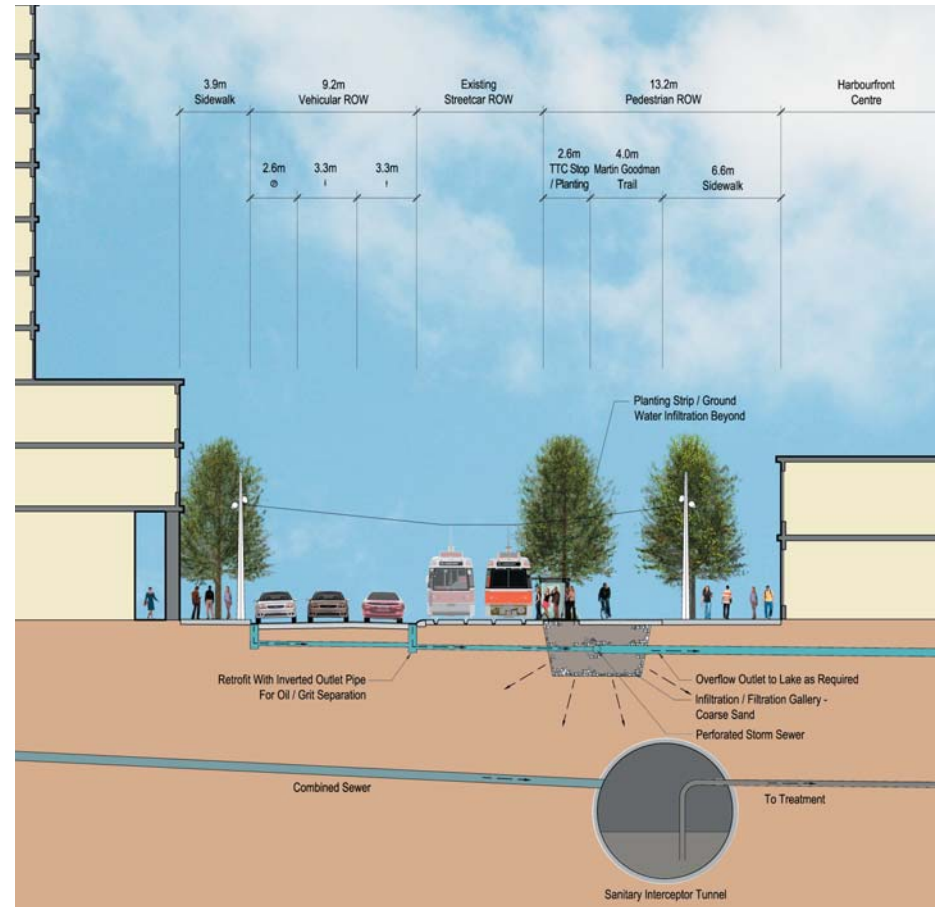 3.9m
Sidewalk
9.2m
Vehicular ROW
Existing
Streetcar ROW
13.2m
Pedestrian ROW
Harbourfront
Centre
2.6m
3.3m
3.3m
2.6m
TTC Stop
/ Planting
4.0m
Martin Goodman
Trail
6.6m
Sidewalk
Planting Strip / Ground
Water Infiltration Beyond
Retrofit With Inverted Outlet Pipe
For Oil / Grit Separation
Overflow Outlet to Lake as Required
Infiltration / Filtration Gallery -
Coarse Sand
Perforated Storm Sewer
Combined Sewer
To Treatment
Sanitary Interceptor Tunnel